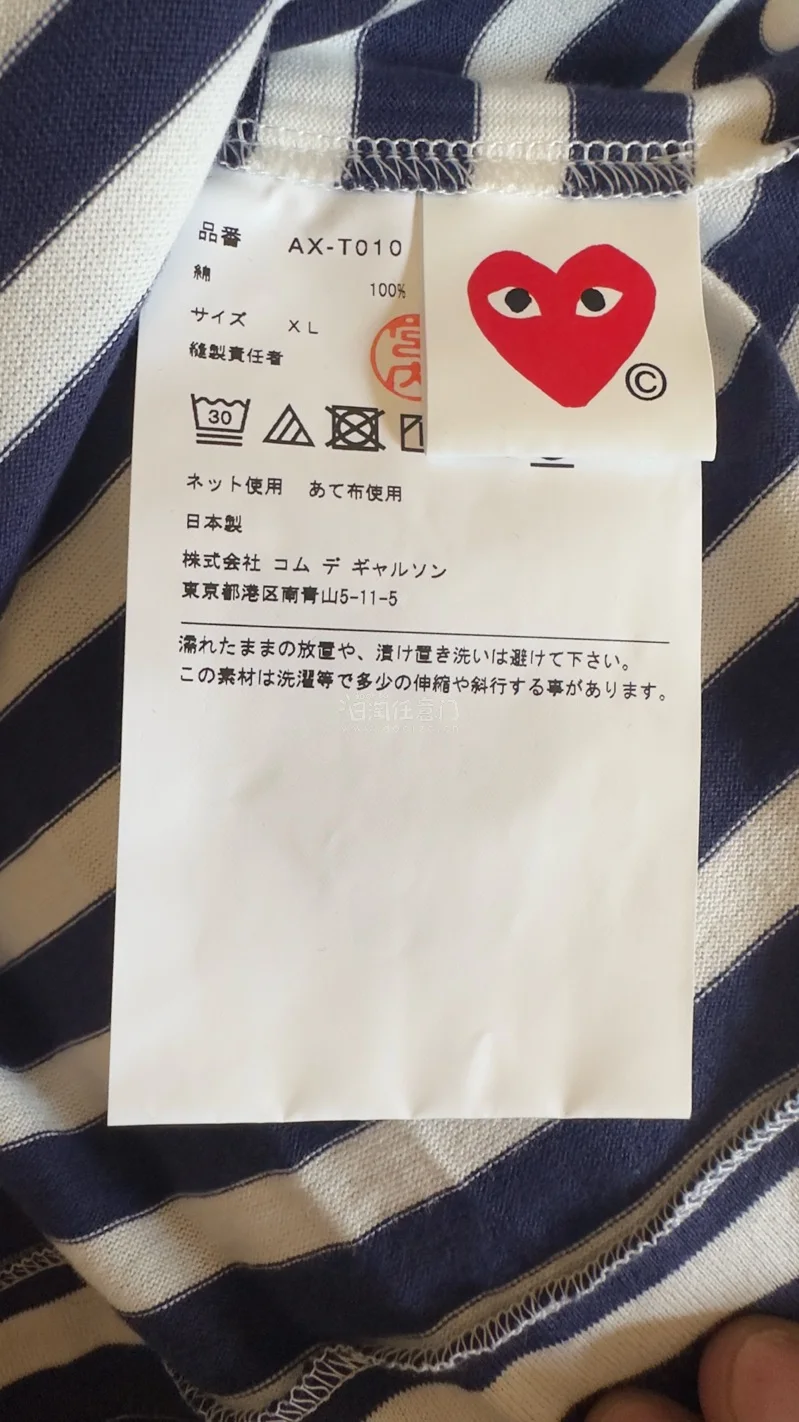 品番 AX-T010
綿 100%
サイズ XL
縫製責任者
30
©
ネット使用 あて布使用
日本製
株式会社 コム デ ギャルソン
東京都港区南青山5-11-5
濡れたままの放置や、漬け置き洗いは避けて下さい。
この素材は洗濯等で多少の伸縮や斜行する事があります。